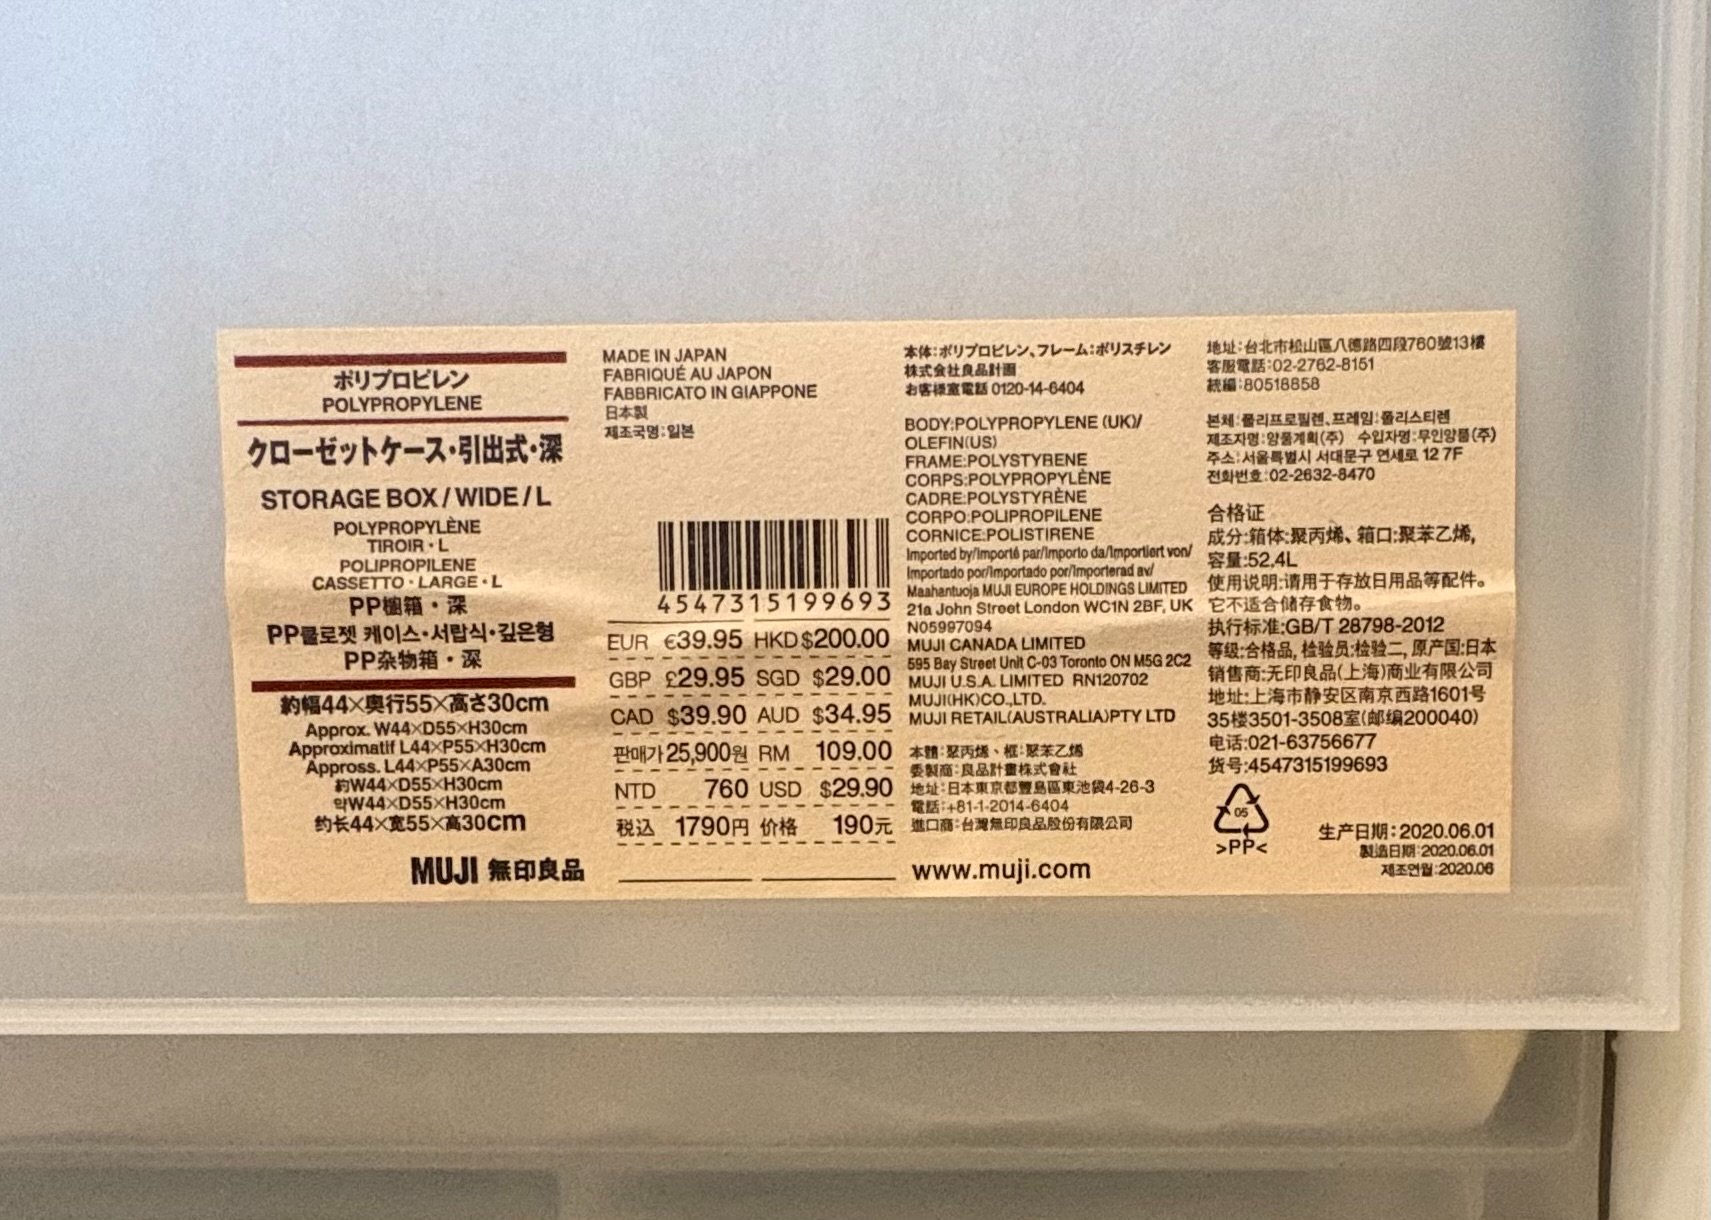 ポリプロピレン
POLYPROPYLENE
クローゼットケース・引出式・深
STORAGE BOX / WIDE / L
POLYPROPYLÈNE
TIROIR・L
POLIPROPILENE
CASSETTO・LARGE・L
PP櫥箱・深
PP클로젯 케이스・서랍식・깊은형
PP杂物箱・深
約幅44×奥行55×高さ30cm
Approx. W44×D55×H30cm
Approximatif L44×P55×H30cm
Appross. L44×P55×A30cm
約W44×D55×H30cm
약W44×D55×H30cm
约长44×宽55×高30cm
MUJI 無印良品
MADE IN JAPAN
FABRIQUÉ AU JAPON
FABBRICATO IN GIAPPONE
日本製
제조국명:일본
4547315199693
EUR €39.95 HKD $200.00
GBP £29.95 SGD $29.00
CAD $39.90 AUD $34.95
판매가 25,900원 RM 109.00
NTD 760 USD $29.90
税込 1790円 价格 190元
本体:ポリプロピレン、フレーム:ポリスチレン
株式会社良品計画
お客様室電話 0120-14-6404
BODY:POLYPROPYLENE (UK)/
OLEFIN(US)
FRAME:POLYSTYRENE
CORPS:POLYPROPYLÈNE
CADRE:POLYSTYRÈNE
CORPO:POLIPROPILENE
CORNICE:POLISTIRENE
Imported by/Importé par/Importo da/Importiert von/
Importado por/Importado por/Importerad av/
Maahantuoja MUJI EUROPE HOLDINGS LIMITED
21a John Street London WC1N 2BF, UK
N05997094
MUJI CANADA LIMITED
595 Bay Street Unit C-03 Toronto ON M5G 2C2
MUJI U.S.A. LIMITED RN120702
MUJI(HK)CO.,LTD.
MUJI RETAIL(AUSTRALIA)PTY LTD
本體:聚丙烯、框:聚苯乙烯
委製商:良品計畫株式會社
地址:日本東京都豐島區東池袋4-26-3
電話:+81-1-2014-6404
進口商:台灣無印良品股份有限公司
www.muji.com
地址:台北市松山區八德路四段760號13樓
客服電話:02-2762-8151
統編:80518858
본체:폴리프로필렌、프레임:폴리스티렌
제조자명:양품계획(주) 수입자명:무인양품(주)
주소:서울특별시 서대문구 연세로 12 7F
전화번호:02-2632-8470
合格证
成分:箱体:聚丙烯、箱口:聚苯乙烯,
容量:52.4L
使用说明:请用于存放日用品等配件。
它不适合储存食物。
执行标准:GB/T 28798-2012
等级:合格品, 检验员:检验二, 原产国:日本
销售商:无印良品(上海)商业有限公司
地址:上海市静安区南京西路1601号
35楼3501-3508室(邮编200040)
电话:021-63756677
货号:4547315199693
05
>PP<
生产日期:2020.06.01
製造日期:2020.06.01
제조연월:2020.06